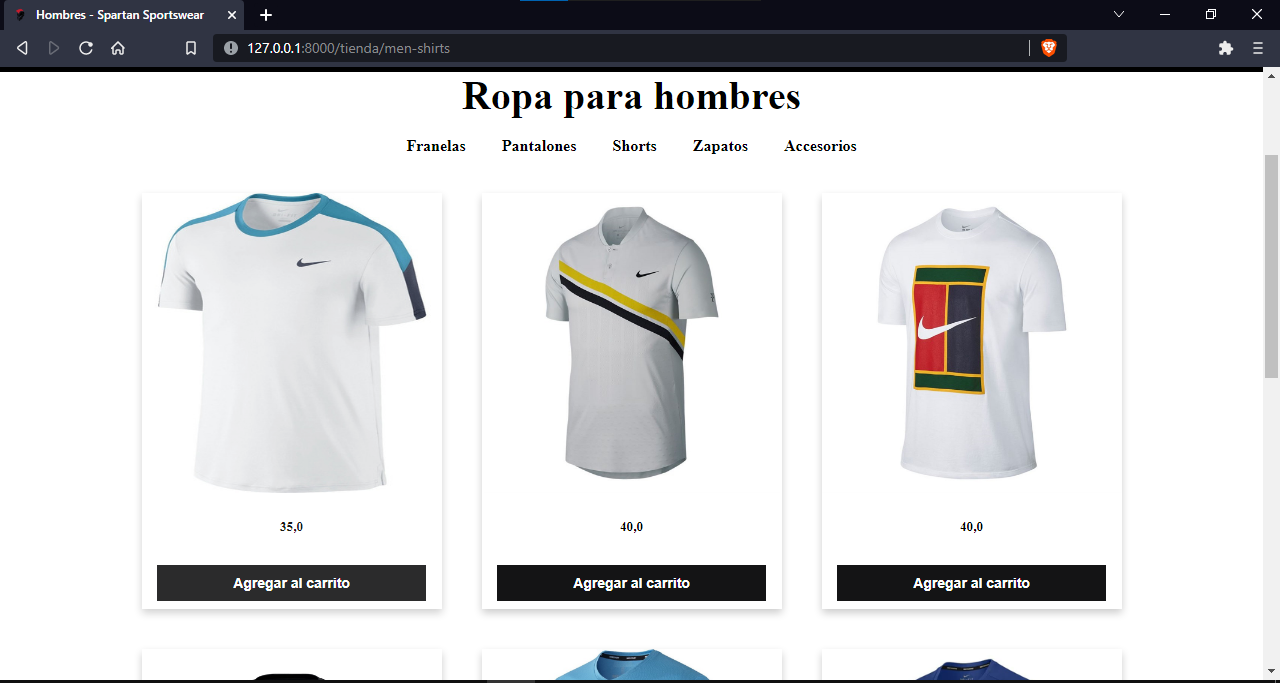 Hombres - Spartan Sportswear
127.0.0.1:8000/tienda/men-shirts
Ropa para hombres
Franelas Pantalones Shorts Zapatos Accesorios
35,0 40,0 40,0
Agregar al carrito Agregar al carrito Agregar al carrito